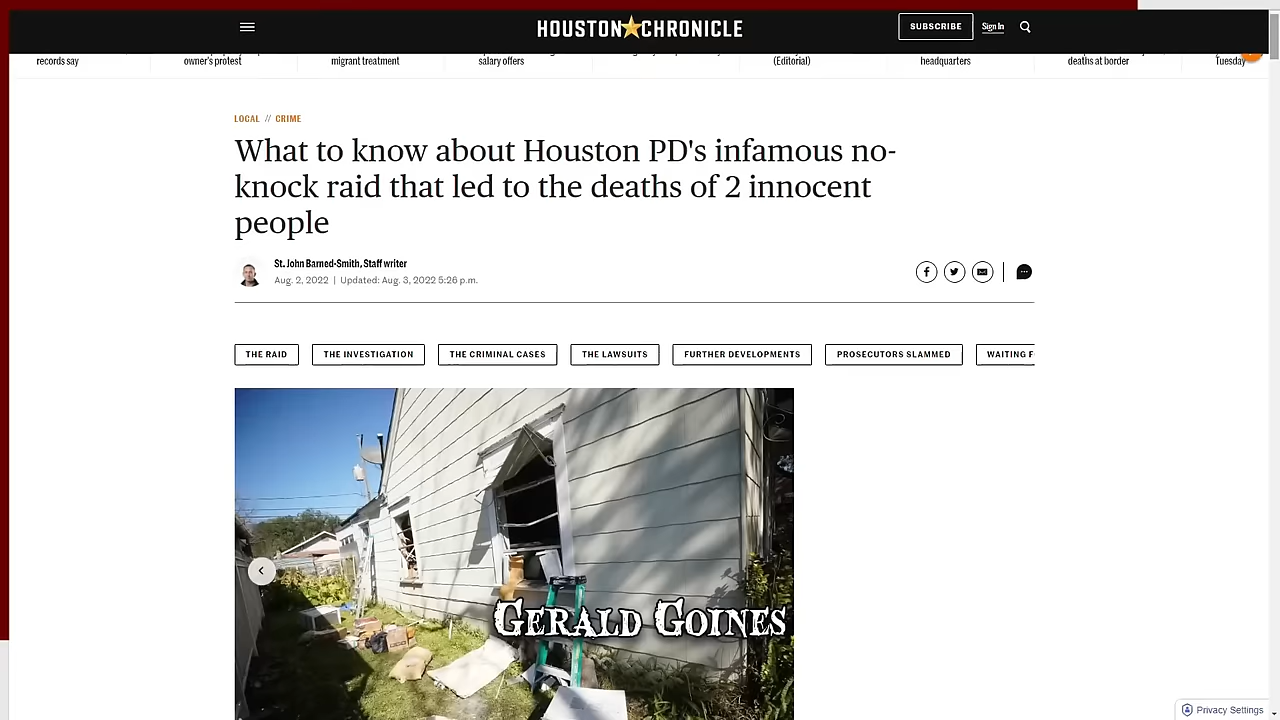 HOUSTON CHRONICLE
SUBSCRIBE
Sign In
records say
owner's protest
migrant treatment
salary offers
(Editorial)
headquarters
deaths at border
Tuesday
LOCAL // CRIME
What to know about Houston PD's infamous no-
knock raid that led to the deaths of 2 innocent
people
St. John Barned-Smith, Staff writer
Aug. 2, 2022 | Updated: Aug. 3, 2022 5:26 p.m.
THE RAID
THE INVESTIGATION
THE CRIMINAL CASES
THE LAWSUITS
FURTHER DEVELOPMENTS
PROSECUTORS SLAMMED
WAITING F
GERALD GOINES
Privacy Settings